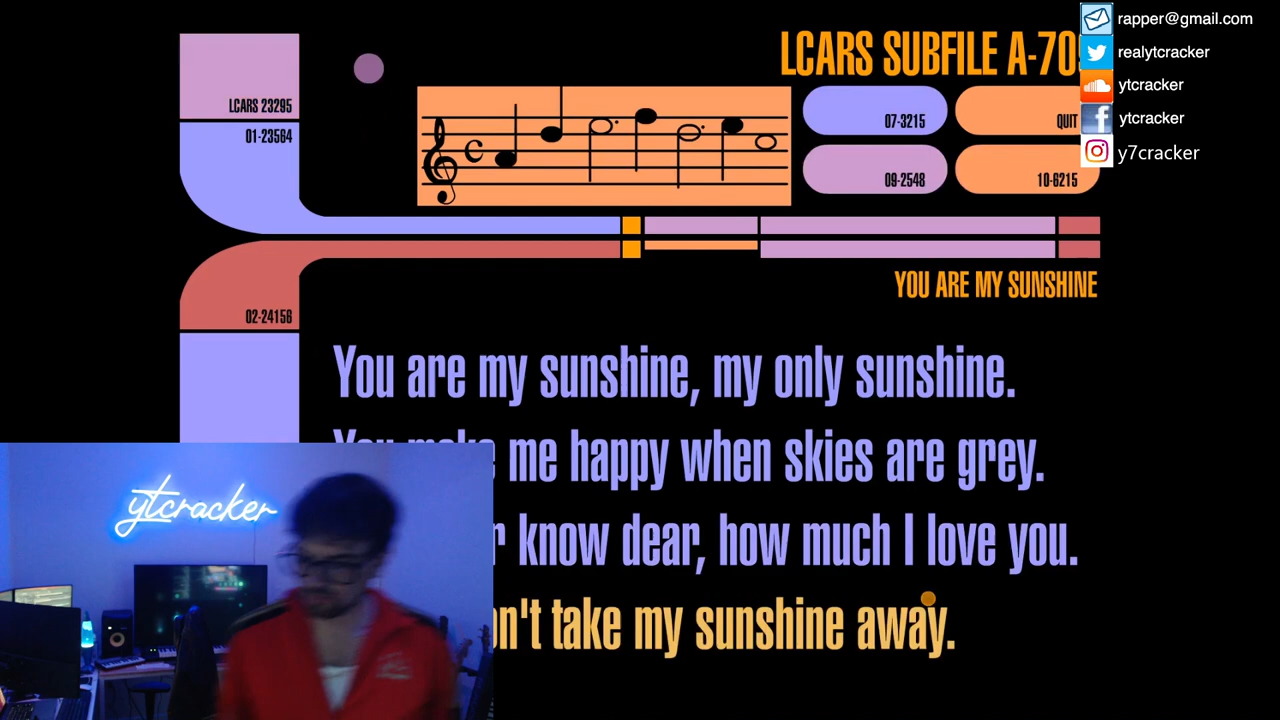 LCARS SUBFILE A-70
rapper@gmail.com
realytcracker
ytcracker
ytcracker
y7cracker
LCARS 23295
01-23564
07-3215
QUIT
09-2548
10-6215
YOU ARE MY SUNSHINE
02-24156
You are my sunshine, my only sunshine.
me happy when skies are grey.
know dear, how much I love you.
take my sunshine away.
ytcracker